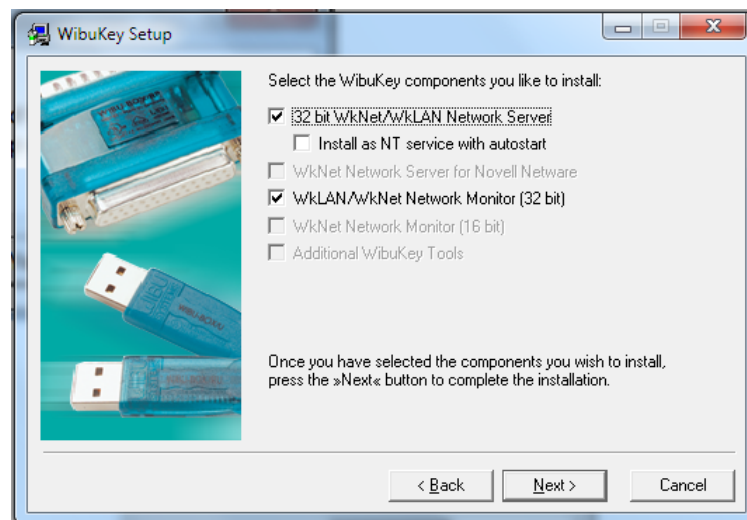 WibuKey Setup
Select the WibuKey components you like to install:
32 bit WkNet/WkLAN Network Server
Install as NT service with autostart
WkNet Network Server for Novell Netware
WkLAN/WkNet Network Monitor (32 bit)
WkNet Network Monitor (16 bit)
Additional WibuKey Tools
Once you have selected the components you wish to install,
press the »Next« button to complete the installation.
< Back
Next >
Cancel